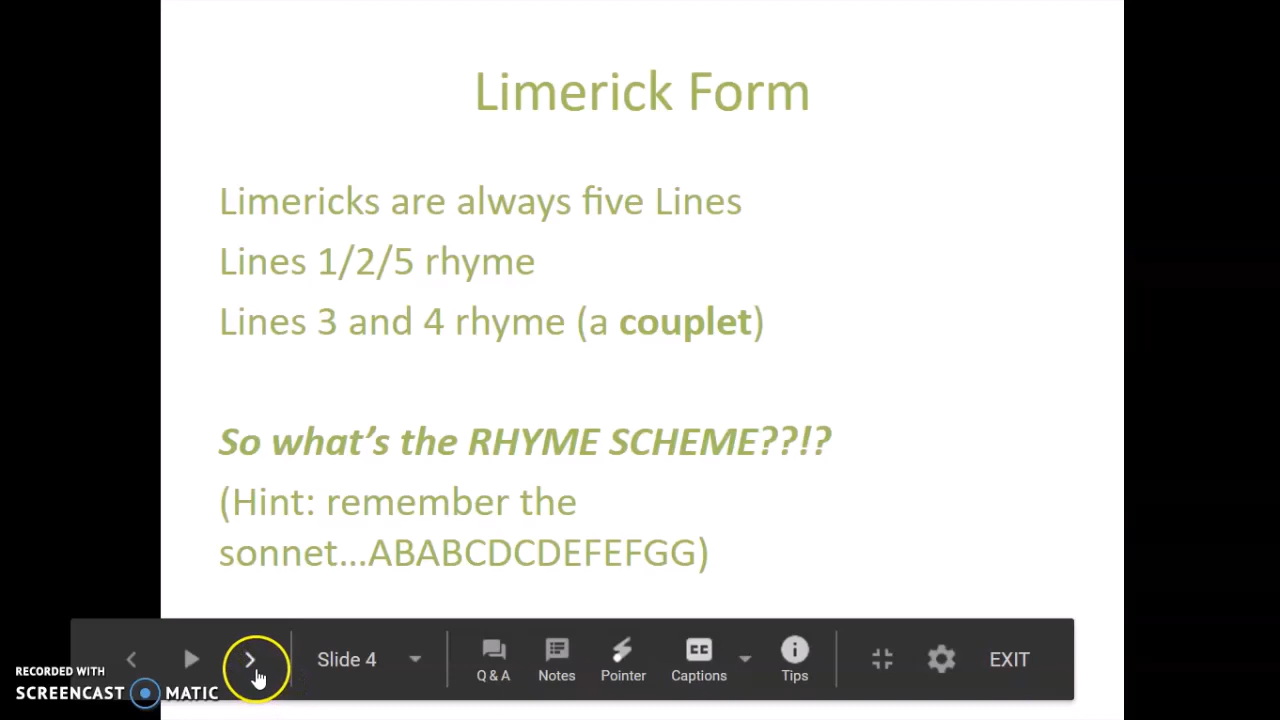 Limerick Form
Limericks are always five Lines
Lines 1/2/5 rhyme
Lines 3 and 4 rhyme (a couplet)
So what's the RHYME SCHEME??!?
(Hint: remember the
sonnet...ABABCDCDEFEFGG)
Slide 4
Q & A
Notes
Pointer
CC
Captions
Tips
EXIT
RECORDED WITH
SCREENCAST MATIC